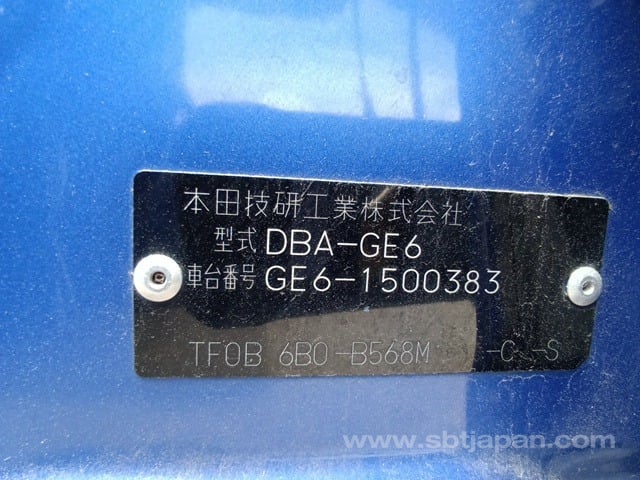 本田技研工業株式会社
型式 DBA-GE6
車台番号 GE6-1500383
TF0B 6B0-B568M -C -S
www.sbtjapan.com